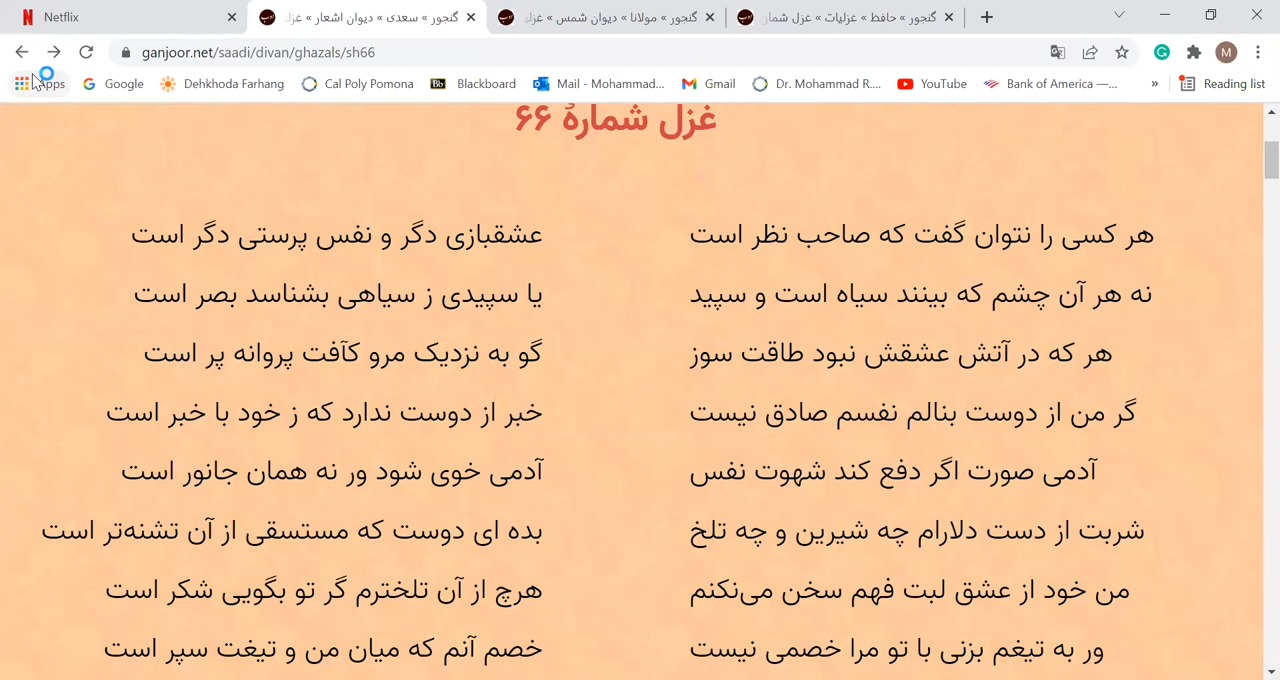 Netflix
گنجور » سعدی » دیوان اشعار » غزلی
گنجور » مولانا » دیوان شمس » غزلی
گنجور » حافظ » غزلیات » غزل شمار
ganjoor.net/saadi/divan/ghazals/sh66
M
Apps Google Dehkhoda Farhang Cal Poly Pomona Bb Blackboard Mail - Mohammad... Gmail Dr. Mohammad R.... YouTube Bank of America —... » Reading list
غزل شمارهٔ ۶۶
هر کسی را نتوان گفت که صاحب نظر است عشقبازی دگر و نفس پرستی دگر است
نه هر آن چشم که بینند سیاه است و سپید یا سپیدی ز سیاهی بشناسد بصر است
هر که در آتش عشقش نبود طاقت سوز گو به نزدیک مرو کآفت پروانه پر است
گر من از دوست بنالم نفسم صادق نیست خبر از دوست ندارد که ز خود با خبر است
آدمی صورت اگر دفع کند شهوت نفس آدمی خوی شود ور نه همان جانور است
شربت از دست دلارام چه شیرین و چه تلخ بده ای دوست که مستسقی از آن تشنه‌تر است
من خود از عشق لبت فهم سخن می‌نکنم هرچ از آن تلخترم گر تو بگویی شکر است
ور به تیغم بزنی با تو مرا خصمی نیست خصم آنم که میان من و تیغت سپر است